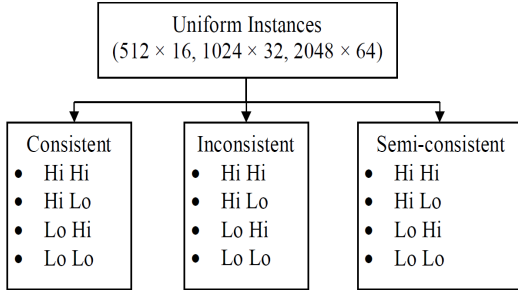 Uniform Instances
(512 × 16, 1024 × 32, 2048 × 64)
Consistent
• Hi Hi
• Hi Lo
• Lo Hi
• Lo Lo
Inconsistent
• Hi Hi
• Hi Lo
• Lo Hi
• Lo Lo
Semi-consistent
• Hi Hi
• Hi Lo
• Lo Hi
• Lo Lo